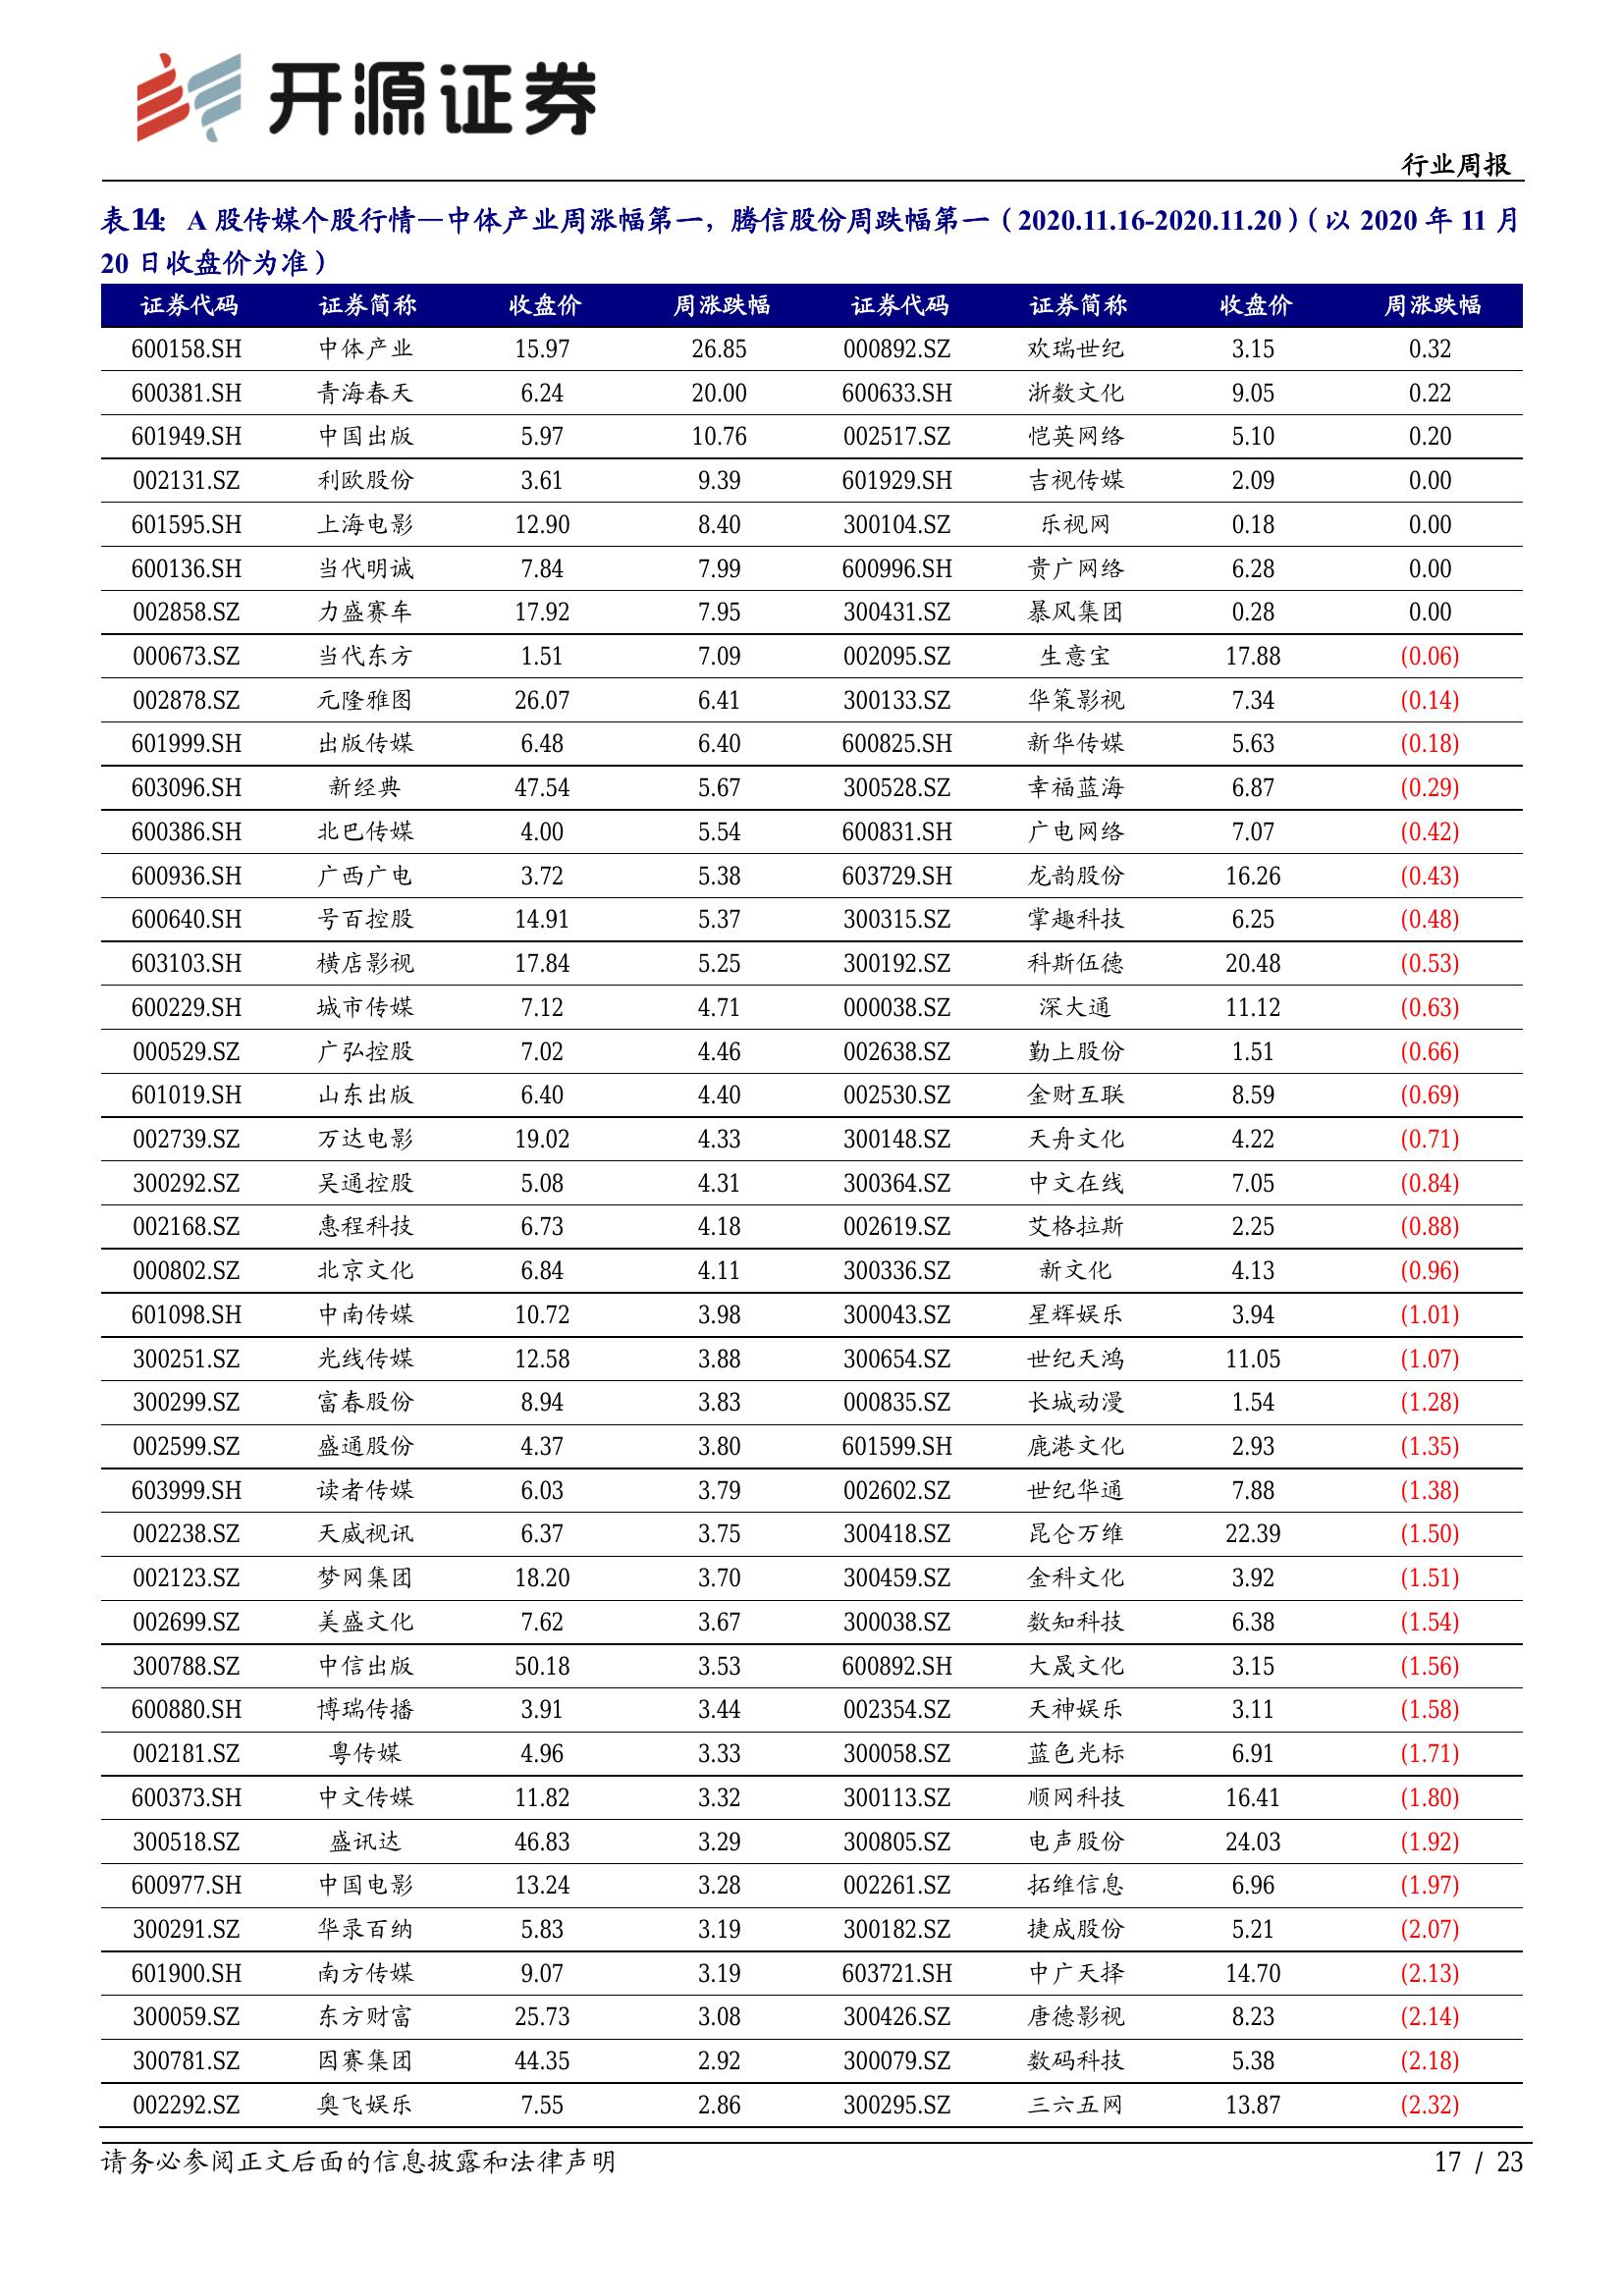 开源证券
行业周报
表14： A 股传媒个股行情—中体产业周涨幅第一，腾信股份周跌幅第一（2020.11.16-2020.11.20）（以 2020 年 11 月
20 日收盘价为准）
证券代码 证券简称 收盘价 周涨跌幅 证券代码 证券简称 收盘价 周涨跌幅
600158.SH 中体产业 15.97 26.85 000892.SZ 欢瑞世纪 3.15 0.32
600381.SH 青海春天 6.24 20.00 600633.SH 浙数文化 9.05 0.22
601949.SH 中国出版 5.97 10.76 002517.SZ 恺英网络 5.10 0.20
002131.SZ 利欧股份 3.61 9.39 601929.SH 吉视传媒 2.09 0.00
601595.SH 上海电影 12.90 8.40 300104.SZ 乐视网 0.18 0.00
600136.SH 当代明诚 7.84 7.99 600996.SH 贵广网络 6.28 0.00
002858.SZ 力盛赛车 17.92 7.95 300431.SZ 暴风集团 0.28 0.00
000673.SZ 当代东方 1.51 7.09 002095.SZ 生意宝 17.88 (0.06)
002878.SZ 元隆雅图 26.07 6.41 300133.SZ 华策影视 7.34 (0.14)
601999.SH 出版传媒 6.48 6.40 600825.SH 新华传媒 5.63 (0.18)
603096.SH 新经典 47.54 5.67 300528.SZ 幸福蓝海 6.87 (0.29)
600386.SH 北巴传媒 4.00 5.54 600831.SH 广电网络 7.07 (0.42)
600936.SH 广西广电 3.72 5.38 603729.SH 龙韵股份 16.26 (0.43)
600640.SH 号百控股 14.91 5.37 300315.SZ 掌趣科技 6.25 (0.48)
603103.SH 横店影视 17.84 5.25 300192.SZ 科斯伍德 20.48 (0.53)
600229.SH 城市传媒 7.12 4.71 000038.SZ 深大通 11.12 (0.63)
000529.SZ 广弘控股 7.02 4.46 002638.SZ 勤上股份 1.51 (0.66)
601019.SH 山东出版 6.40 4.40 002530.SZ 金财互联 8.59 (0.69)
002739.SZ 万达电影 19.02 4.33 300148.SZ 天舟文化 4.22 (0.71)
300292.SZ 吴通控股 5.08 4.31 300364.SZ 中文在线 7.05 (0.84)
002168.SZ 惠程科技 6.73 4.18 002619.SZ 艾格拉斯 2.25 (0.88)
000802.SZ 北京文化 6.84 4.11 300336.SZ 新文化 4.13 (0.96)
601098.SH 中南传媒 10.72 3.98 300043.SZ 星辉娱乐 3.94 (1.01)
300251.SZ 光线传媒 12.58 3.88 300654.SZ 世纪天鸿 11.05 (1.07)
300299.SZ 富春股份 8.94 3.83 000835.SZ 长城动漫 1.54 (1.28)
002599.SZ 盛通股份 4.37 3.80 601599.SH 鹿港文化 2.93 (1.35)
603999.SH 读者传媒 6.03 3.79 002602.SZ 世纪华通 7.88 (1.38)
002238.SZ 天威视讯 6.37 3.75 300418.SZ 昆仑万维 22.39 (1.50)
002123.SZ 梦网集团 18.20 3.70 300459.SZ 金科文化 3.92 (1.51)
002699.SZ 美盛文化 7.62 3.67 300038.SZ 数知科技 6.38 (1.54)
300788.SZ 中信出版 50.18 3.53 600892.SH 大晟文化 3.15 (1.56)
600880.SH 博瑞传播 3.91 3.44 002354.SZ 天神娱乐 3.11 (1.58)
002181.SZ 粤传媒 4.96 3.33 300058.SZ 蓝色光标 6.91 (1.71)
600373.SH 中文传媒 11.82 3.32 300113.SZ 顺网科技 16.41 (1.80)
300518.SZ 盛讯达 46.83 3.29 300805.SZ 电声股份 24.03 (1.92)
600977.SH 中国电影 13.24 3.28 002261.SZ 拓维信息 6.96 (1.97)
300291.SZ 华录百纳 5.83 3.19 300182.SZ 捷成股份 5.21 (2.07)
601900.SH 南方传媒 9.07 3.19 603721.SH 中广天择 14.70 (2.13)
300059.SZ 东方财富 25.73 3.08 300426.SZ 唐德影视 8.23 (2.14)
300781.SZ 因赛集团 44.35 2.92 300079.SZ 数码科技 5.38 (2.18)
002292.SZ 奥飞娱乐 7.55 2.86 300295.SZ 三六五网 13.87 (2.32)
请务必参阅正文后面的信息披露和法律声明 17 / 23